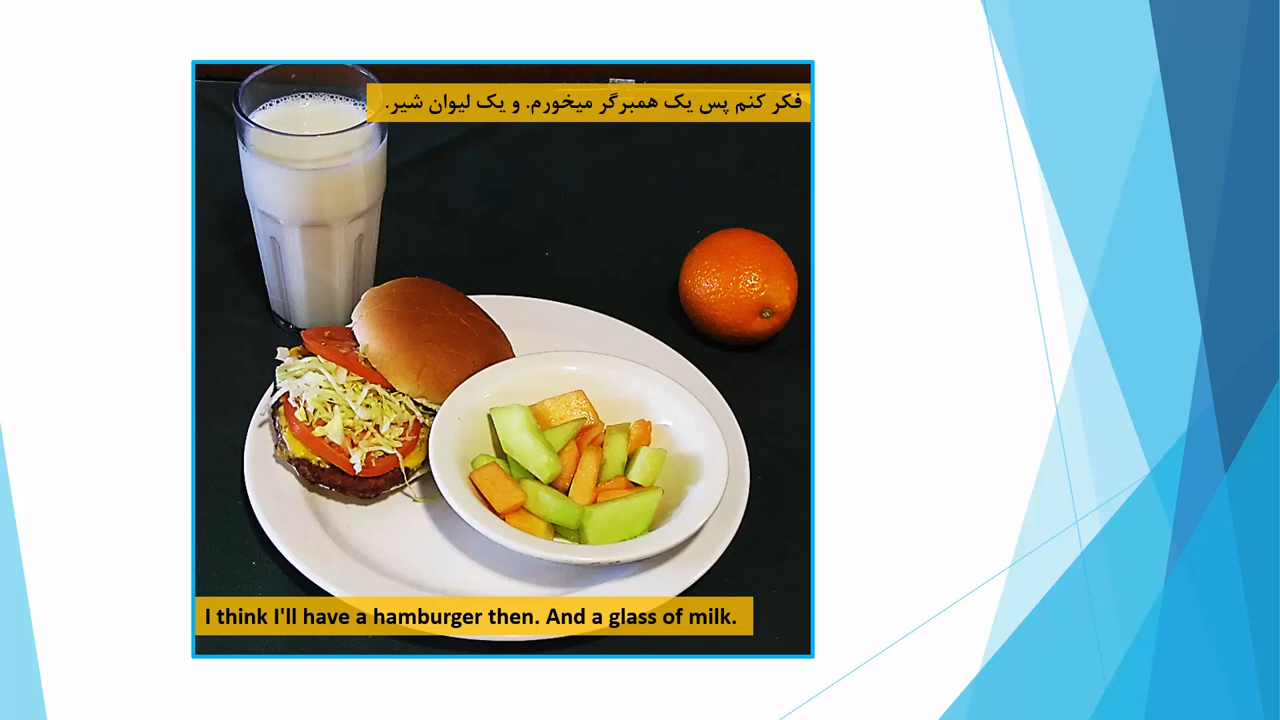 فکر کنم پس یک همبرگر میخورم. و یک لیوان شیر.
I think I'll have a hamburger then. And a glass of milk.